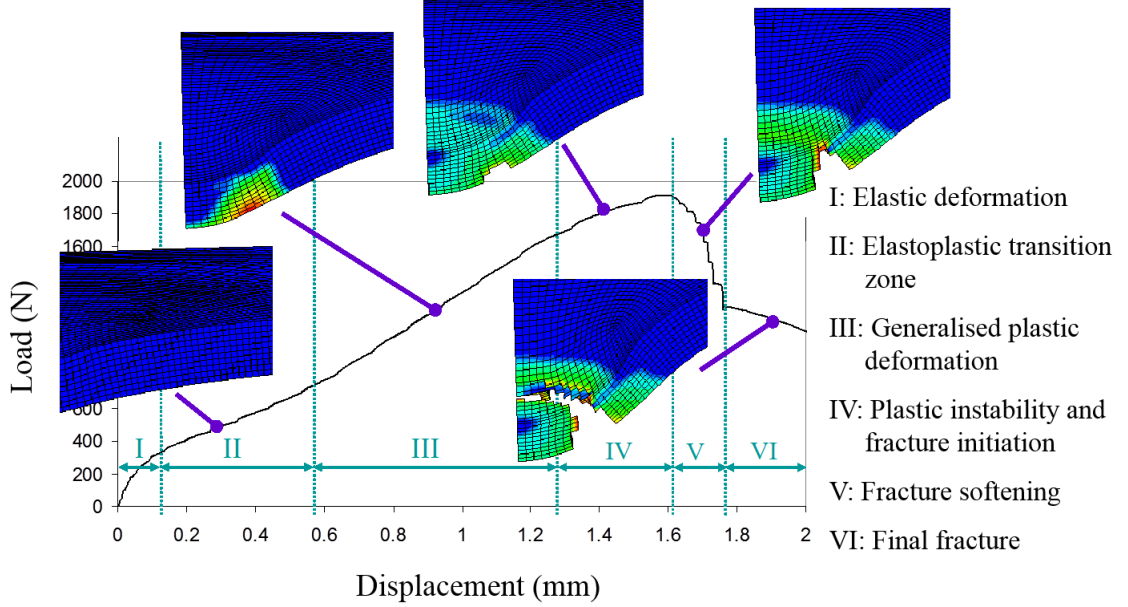 2000
1800
1600
600
400
200
0
Load (N)
I
II
III
IV
V
VI
0
0.2
0.4
0.6
0.8
1
1.2
1.4
1.6
1.8
2
Displacement (mm)
I: Elastic deformation
II: Elastoplastic transition
zone
III: Generalised plastic
deformation
IV: Plastic instability and
fracture initiation
V: Fracture softening
VI: Final fracture